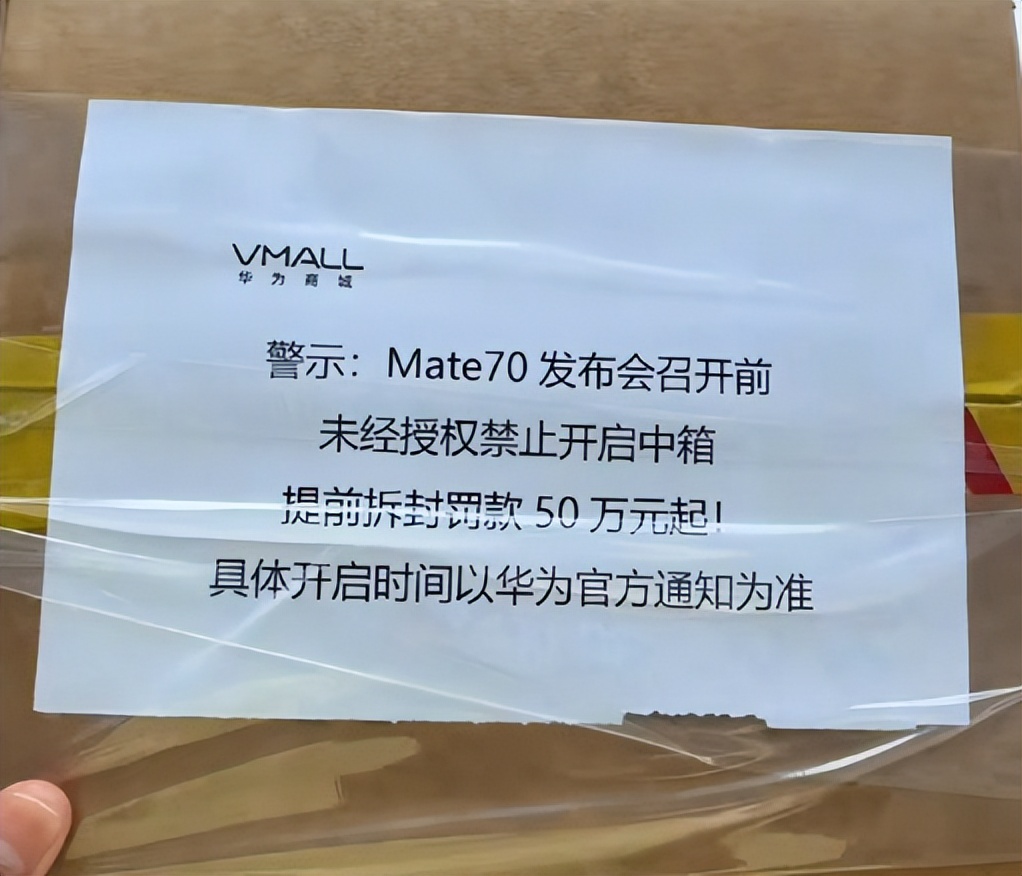 VMALL
华为商城
警示：Mate70 发布会召开前
未经授权禁止开启中箱
提前拆封罚款 50 万元起！
具体开启时间以华为官方通知为准